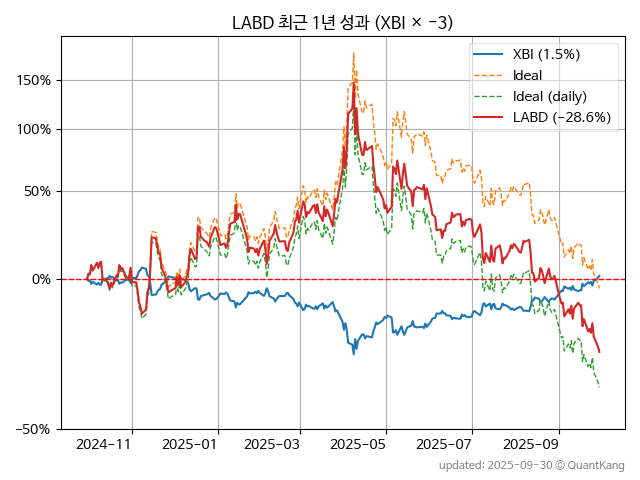 LABD 최근 1년 성과 (XBI × −3)
XBI (1.5%)
Ideal
Ideal (daily)
LABD (−28.6%)
150%
100%
50%
0%
−50%
2024−11
2025−01
2025−03
2025−05
2025−07
2025−09
updated: 2025−09−30 © QuantKang